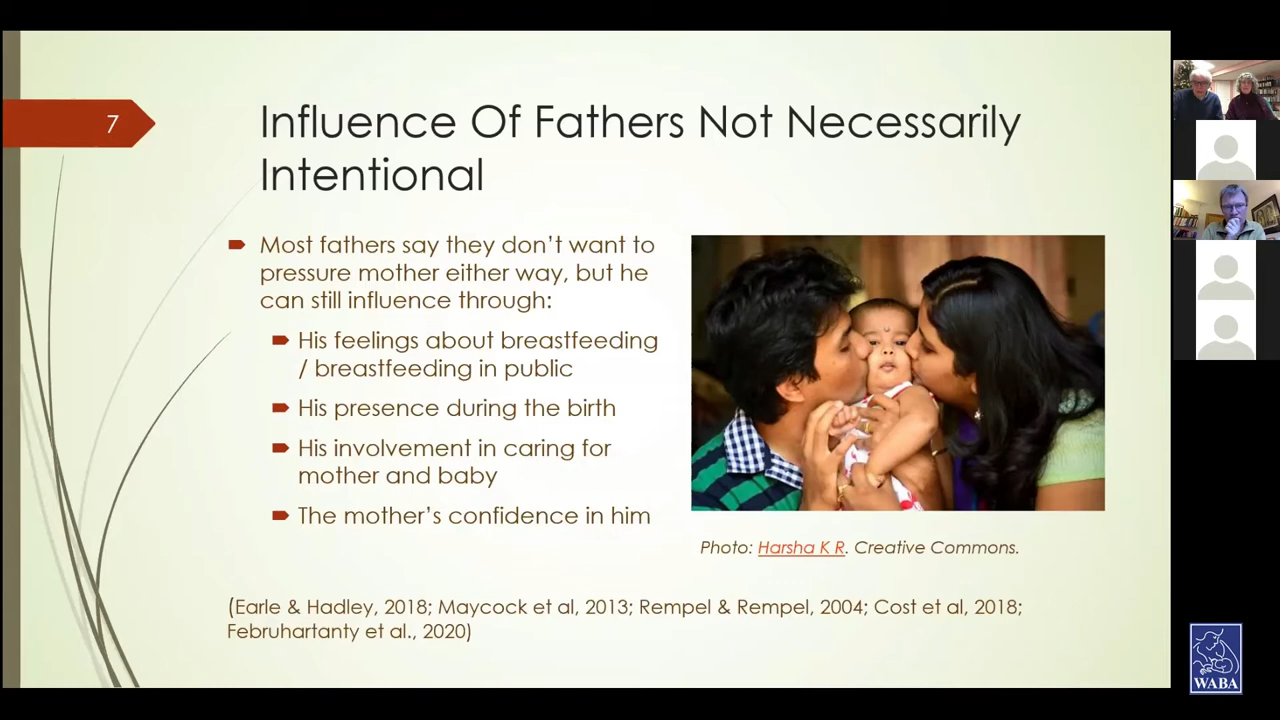 7
Influence Of Fathers Not Necessarily
Intentional
Most fathers say they don't want to
pressure mother either way, but he
can still influence through:
His feelings about breastfeeding
/ breastfeeding in public
His presence during the birth
His involvement in caring for
mother and baby
The mother's confidence in him
Photo: Harsha K R. Creative Commons.
(Earle & Hadley, 2018; Maycock et al, 2013; Rempel & Rempel, 2004; Cost et al, 2018;
Februhartanty et al., 2020)
WABA